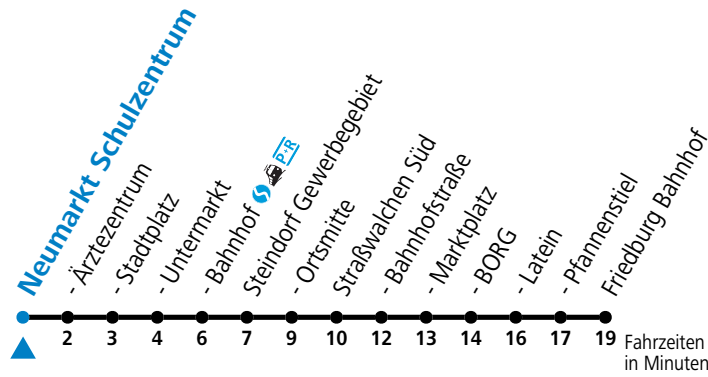 Neumarkt Schulzentrum
- Ärztezentrum
- Stadtplatz
- Untermarkt
- Bahnhof S P+R
Steindorf Gewerbegebiet
- Ortsmitte
Straßwalchen Süd
- Bahnhofstraße
- Marktplatz
- BORG
- Latein
- Pfannenstiel
Friedburg Bahnhof
2 3 4 6 7 9 10 12 13 14 16 17 19 Fahrzeiten
in Minuten